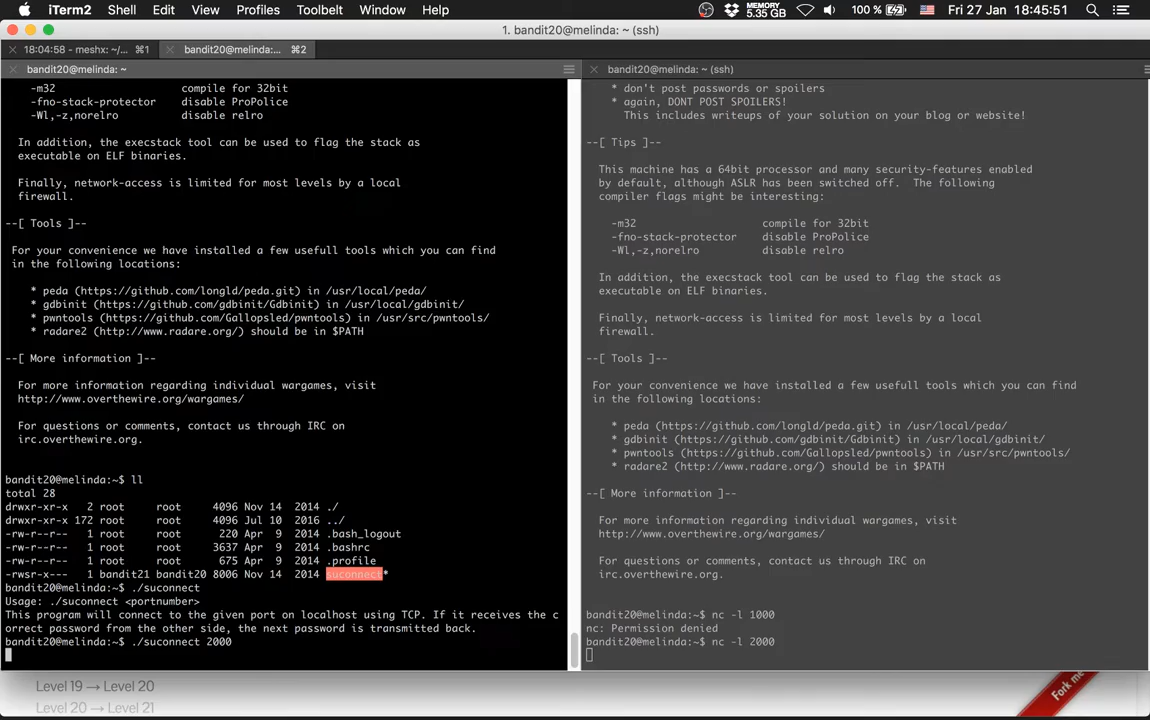 iTerm2 Shell Edit View Profiles Toolbelt Window Help MEMORY 5.35 GB 100 % Fri 27 Jan 18:45:51
1. bandit20@melinda: ~ (ssh)
18:04:58 - meshx: ~/... ⌘1 bandit20@melinda:... ⌘2
bandit20@melinda: ~
-m32 compile for 32bit
-fno-stack-protector disable ProPolice
-Wl,-z,norelro disable relro
In addition, the execstack tool can be used to flag the stack as
executable on ELF binaries.
Finally, network-access is limited for most levels by a local
firewall.
--[ Tools ]--
For your convenience we have installed a few usefull tools which you can find
in the following locations:
* peda (https://github.com/longld/peda.git) in /usr/local/peda/
* gdbinit (https://github.com/gdbinit/Gdbinit) in /usr/local/gdbinit/
* pwntools (https://github.com/Gallopsled/pwntools) in /usr/src/pwntools/
* radare2 (http://www.radare.org/) should be in $PATH
--[ More information ]--
For more information regarding individual wargames, visit
http://www.overthewire.org/wargames/
For questions or comments, contact us through IRC on
irc.overthewire.org.
bandit20@melinda:~$ ll
total 28
drwxr-xr-x 2 root root 4096 Nov 14 2014 ./
drwxr-xr-x 172 root root 4096 Jul 10 2016 ../
-rw-r--r-- 1 root root 220 Apr 9 2014 .bash_logout
-rw-r--r-- 1 root root 3637 Apr 9 2014 .bashrc
-rw-r--r-- 1 root root 675 Apr 9 2014 .profile
-rwsr-x--- 1 bandit21 bandit20 8006 Nov 14 2014 suconnect*
bandit20@melinda:~$ ./suconnect
Usage: ./suconnect <portnumber>
This program will connect to the given port on localhost using TCP. If it receives the c
orrect password from the other side, the next password is transmitted back.
bandit20@melinda:~$ ./suconnect 2000
bandit20@melinda: ~ (ssh)
* don't post passwords or spoilers
* again, DONT POST SPOILERS!
This includes writeups of your solution on your blog or website!
--[ Tips ]--
This machine has a 64bit processor and many security-features enabled
by default, although ASLR has been switched off. The following
compiler flags might be interesting:
-m32 compile for 32bit
-fno-stack-protector disable ProPolice
-Wl,-z,norelro disable relro
In addition, the execstack tool can be used to flag the stack as
executable on ELF binaries.
Finally, network-access is limited for most levels by a local
firewall.
--[ Tools ]--
For your convenience we have installed a few usefull tools which you can find
in the following locations:
* peda (https://github.com/longld/peda.git) in /usr/local/peda/
* gdbinit (https://github.com/gdbinit/Gdbinit) in /usr/local/gdbinit/
* pwntools (https://github.com/Gallopsled/pwntools) in /usr/src/pwntools/
* radare2 (http://www.radare.org/) should be in $PATH
--[ More information ]--
For more information regarding individual wargames, visit
http://www.overthewire.org/wargames/
For questions or comments, contact us through IRC on
irc.overthewire.org.
bandit20@melinda:~$ nc -l 1000
nc: Permission denied
bandit20@melinda:~$ nc -l 2000
Level 19 → Level 20
Level 20 → Level 21
Fork me